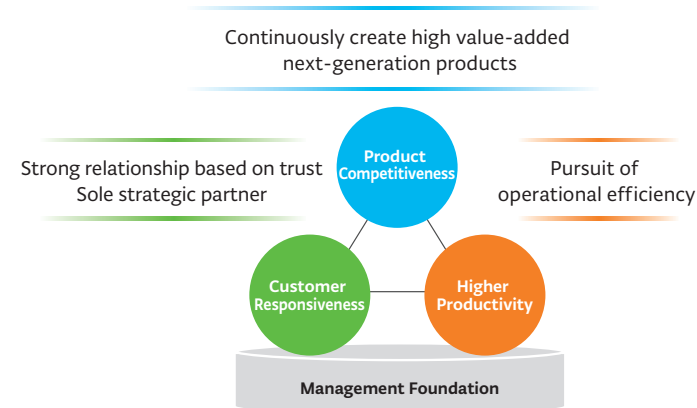 Continuously create high value-added
next-generation products
Strong relationship based on trust
Sole strategic partner
Product
Competitiveness
Pursuit of
operational efficiency
Customer
Responsiveness
Higher
Productivity
Management Foundation